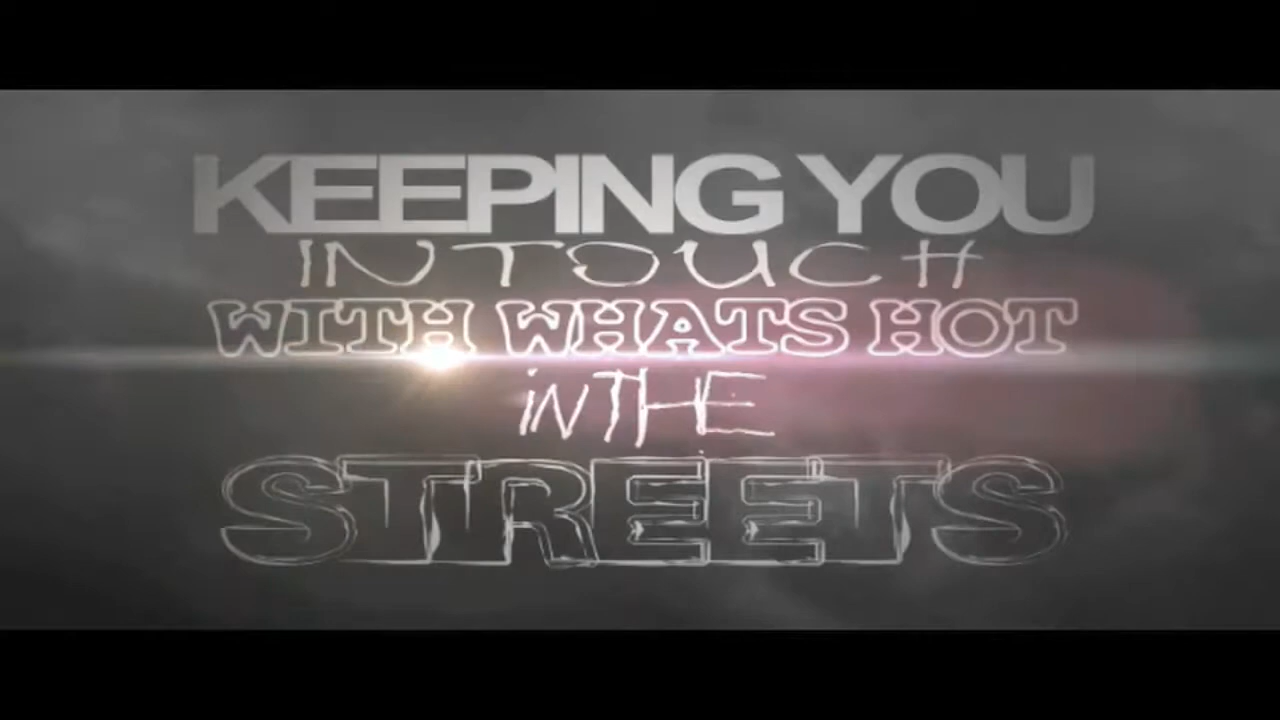 KEEPING YOU
IN TOUCH
WITH WHATS HOT
iN THE
STREETS